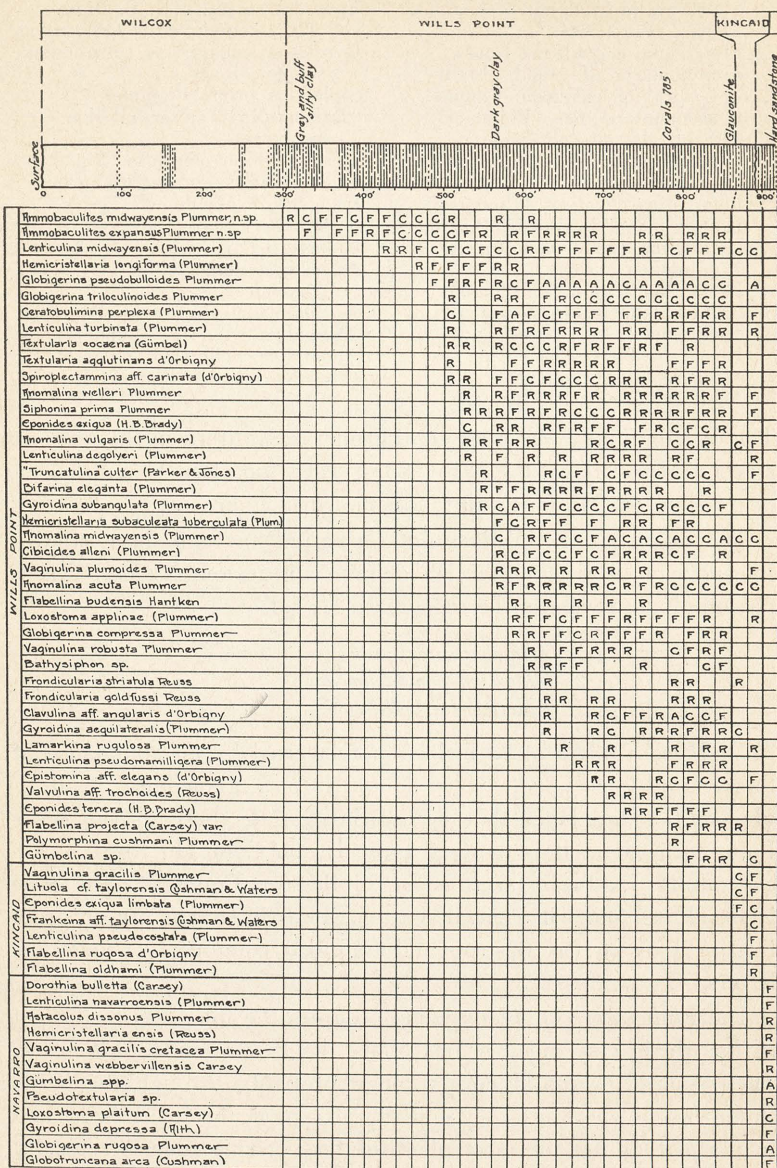 WILCOX WILLS POINT KINCAID
Grey and buff silty clay
Dark gray clay
Corals 785'
Glauconite
Hard sandstone
Surface
0 100' 200' 300' 400' 500' 600' 700' 800' 900'
WILLS POINT
Ammobaculites midwayensis Plummer, n.sp R C F F C F F C C C R R R
Ammobaculites expansus Plummer n.sp F F F R F C C C C F R R F R R R R R R R R R
Lenticulina midwayensis (Plummer) R R F C F C F C C R F F F F F F R C F F F C C
Hemicristellaria longiforma (Plummer) R F F F F R R
Globigerina pseudobulloides Plummer F F R F R C F A A A A A C A A A A C C A
Globigerina triloculinoides Plummer R R R F R C C C C C C C C C C
Ceratobulimina perplexa (Plummer) C F A F C F F F F F R R F R R F
Lenticulina turbinata (Plummer) R R F R F R R R R F F R R R
Textularia eocaena (Gümbel) R R R C C C R F R F F R F R
Textularia agglutinans d'Orbigny R F F R R R R R F F F R
Spiroplectammina aff. carinata (d'Orbigny) R R F F C F C C C R R R R F R R
Anomalina welleri Plummer R R F R R R F R R R R R R R F F
Siphonina prima Plummer R R R F R F R C C C R R R R F R R F
Eponides exiqua (H.B.Brady) C R R R F R F F F R C F C R
Anomalina vulgaris (Plummer) R R F R R R C R F C C R C F
Lenticulina degolyeri (Plummer) R F R R R R R R R F R
"Truncatulina" culter (Parker & Jones) R R C F C F C C C C C F
Bifarina eleganta (Plummer) R F F R R R R R F R R R R
Gyroidina subangulata (Plummer) R C A F F C C C C F C R C C C F
Hemicristellaria subaculeata tuberculata (Plum) F C R F F F R R F R
Anomalina midwayensis (Plummer) C R F C C F A C A C A C C A C C
Cibicides alleni (Plummer) R C F C C F C F R R R C F R
Vaginulina plumoides Plummer R R R R R R R F
Anomalina acuta Plummer R F R R R R R C R F R C C C C C C
Flabellina budensis Hantken R R R F R
Loxostoma applinae (Plummer) R F F C F F F R F F F F R R
Globigerina compressa Plummer R R F F C R F F F R F R R
Vaginulina robusta Plummer R F F R R R C F R F
Bathysiphon sp. R R F F R C F
Frondicularia striatula Reuss R R R R
Frondicularia goldfussi Reuss R R R R R R R
Clavulina aff. angularis d'Orbigny R R C F F R A C C F
Gyroidina aequilateralis (Plummer) R R C R R R F R R C
Lamarkina rugulosa Plummer R R R R R R
Lenticulina pseudomamilligera (Plummer) R R R F R R R
Epistomina aff. elegans (d'Orbigny) R R R C F C C F
Valvulina aff. trochoides (Reuss) R R R R
Eponides tenera (H.B.Brady) R R F F F F
Flabellina projecta (Carsey) var. R F R R R
Polymorphina cushmani Plummer R
Gümbelina sp. F R R C
KINCAID
Vaginulina gracilis Plummer C F
Lituola cf. taylorensis Cushman & Waters C F
Eponides exiqua limbata (Plummer) F C
Frankeina aff. taylorensis Cushman & Waters C
Lenticulina pseudocostata (Plummer) F
Flabellina rugosa d'Orbigny F
Flabellina oldhami (Plummer) R
NAVARRO
Dorothia bulletta (Carsey) F
Lenticulina navarroensis (Plummer) F
Astacolus dissonus Plummer R
Hemicristellaria ensis (Reuss) R
Vaginulina gracilis cretacea Plummer F
Vaginulina webbervillensis Carsey R
Gümbelina spp. A
Pseudotextularia sp. R
Loxostoma plaitum (Carsey) C
Gyroidina depressa (Alth) F
Globigerina rugosa Plummer A
Globotruncana arca (Cushman) F